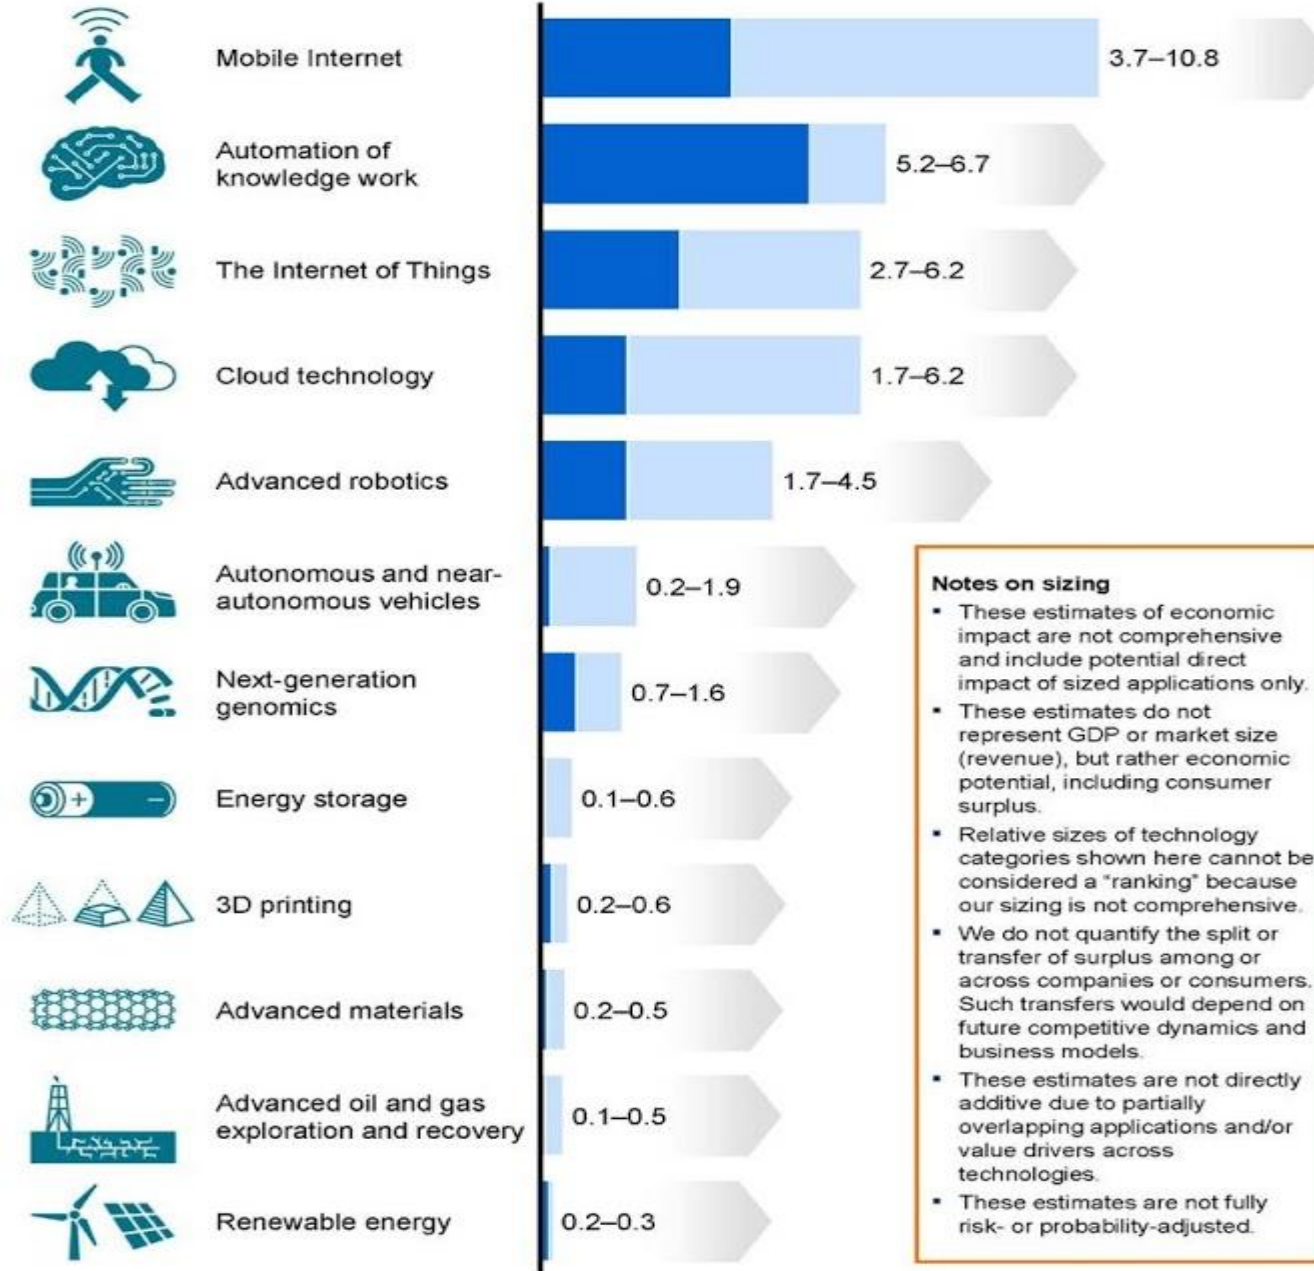 Mobile Internet
3.7–10.8
Automation of
knowledge work
5.2–6.7
The Internet of Things
2.7–6.2
Cloud technology
1.7–6.2
Advanced robotics
1.7–4.5
Autonomous and near-
autonomous vehicles
0.2–1.9
Next-generation
genomics
0.7–1.6
Energy storage
0.1–0.6
3D printing
0.2–0.6
Advanced materials
0.2–0.5
Advanced oil and gas
exploration and recovery
0.1–0.5
Renewable energy
0.2–0.3
Notes on sizing
▪ These estimates of economic
impact are not comprehensive
and include potential direct
impact of sized applications only.
▪ These estimates do not
represent GDP or market size
(revenue), but rather economic
potential, including consumer
surplus.
▪ Relative sizes of technology
categories shown here cannot be
considered a “ranking” because
our sizing is not comprehensive.
▪ We do not quantify the split or
transfer of surplus among or
across companies or consumers.
Such transfers would depend on
future competitive dynamics and
business models.
▪ These estimates are not directly
additive due to partially
overlapping applications and/or
value drivers across
technologies.
▪ These estimates are not fully
risk- or probability-adjusted.